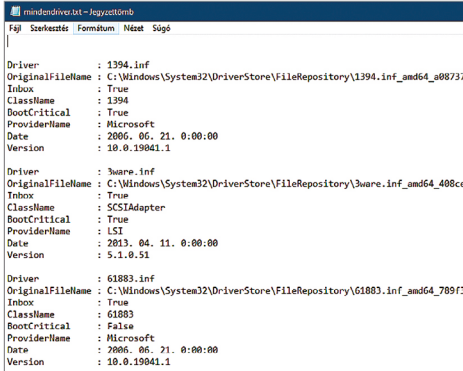 mindendriver.txt – Jegyzettömb
Fájl Szerkesztés Formátum Nézet Súgó
Driver : 1394.inf
OriginalFileName : C:\Windows\System32\DriverStore\FileRepository\1394.inf_amd64_a08737
Inbox : True
ClassName : 1394
BootCritical : True
ProviderName : Microsoft
Date : 2006. 06. 21. 0:00:00
Version : 10.0.19041.1
Driver : 3ware.inf
OriginalFileName : C:\Windows\System32\DriverStore\FileRepository\3ware.inf_amd64_408ce
Inbox : True
ClassName : SCSIAdapter
BootCritical : True
ProviderName : LSI
Date : 2013. 04. 11. 0:00:00
Version : 5.1.0.51
Driver : 61883.inf
OriginalFileName : C:\Windows\System32\DriverStore\FileRepository\61883.inf_amd64_789f3
Inbox : True
ClassName : 61883
BootCritical : False
ProviderName : Microsoft
Date : 2006. 06. 21. 0:00:00
Version : 10.0.19041.1